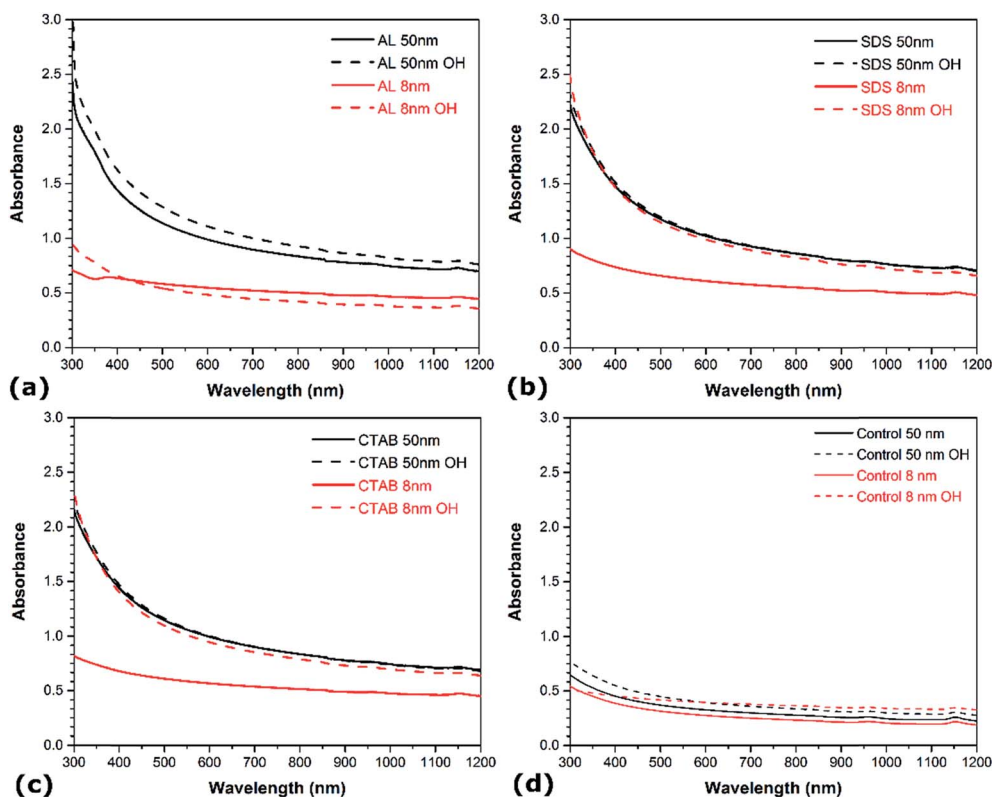 3.0
2.5
2.0
1.5
1.0
0.5
0.0
Absorbance
AL 50nm
AL 50nm OH
AL 8nm
AL 8nm OH
300 400 500 600 700 800 900 1000 1100 1200
Wavelength (nm)
(a)
3.0
2.5
2.0
1.5
1.0
0.5
0.0
Absorbance
SDS 50nm
SDS 50nm OH
SDS 8nm
SDS 8nm OH
300 400 500 600 700 800 900 1000 1100 1200
Wavelength (nm)
(b)
3.0
2.5
2.0
1.5
1.0
0.5
0.0
Absorbance
CTAB 50nm
CTAB 50nm OH
CTAB 8nm
CTAB 8nm OH
300 400 500 600 700 800 900 1000 1100 1200
Wavelength (nm)
(c)
3.0
2.5
2.0
1.5
1.0
0.5
0.0
Absorbance
Control 50 nm
Control 50 nm OH
Control 8 nm
Control 8 nm OH
300 400 500 600 700 800 900 1000 1100 1200
Wavelength (nm)
(d)